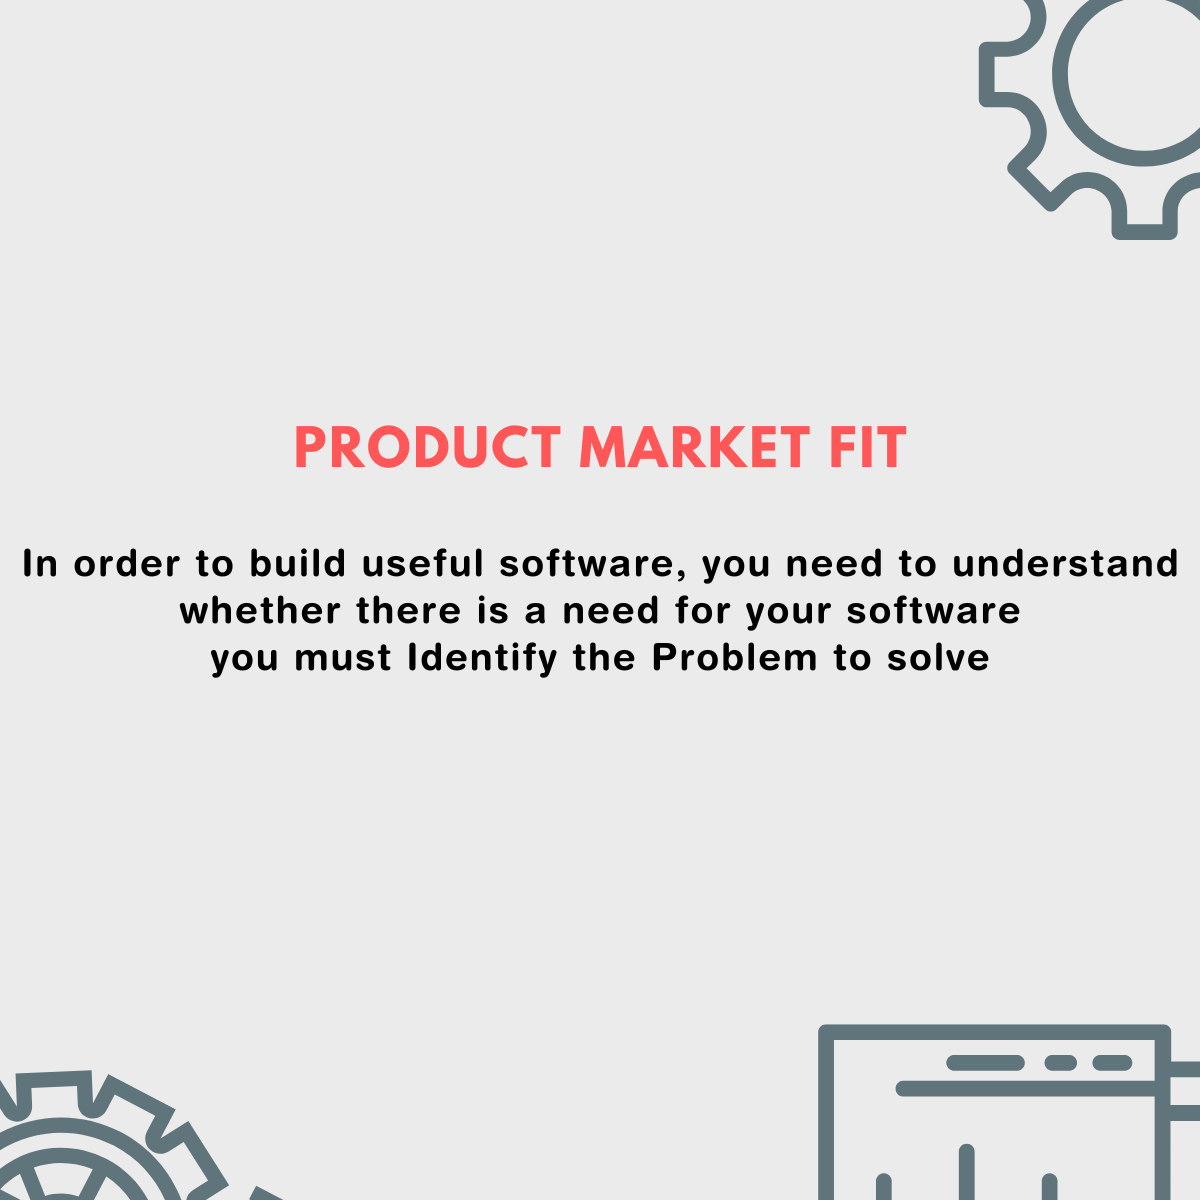 PRODUCT MARKET FIT
In order to build useful software, you need to understand
whether there is a need for your software
you must Identify the Problem to solve